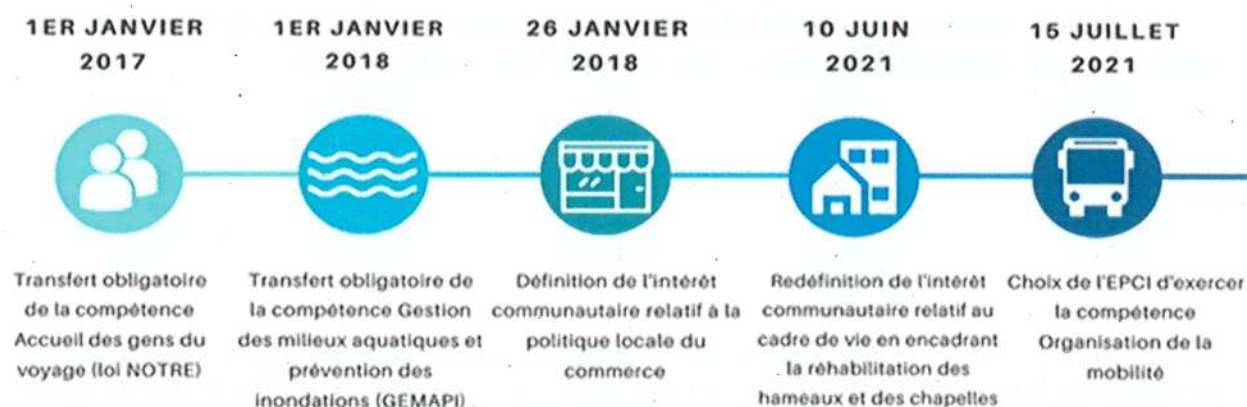 1ER JANVIER
2017
1ER JANVIER
2018
26 JANVIER
2018
10 JUIN
2021
15 JUILLET
2021
Transfert obligatoire
de la compétence
Accueil des gens du
voyage (loi NOTRE)
Transfert obligatoire de
la compétence Gestion
des milieux aquatiques et
prévention des
inondations (GEMAPI)
Définition de l'intérêt
communautaire relatif à la
politique locale du
commerce
Redéfinition de l'intérêt
communautaire relatif au
cadre de vie en encadrant
la réhabilitation des
hameaux et des chapelles
Choix de l'EPCI d'exercer
la compétence
Organisation de la
mobilité